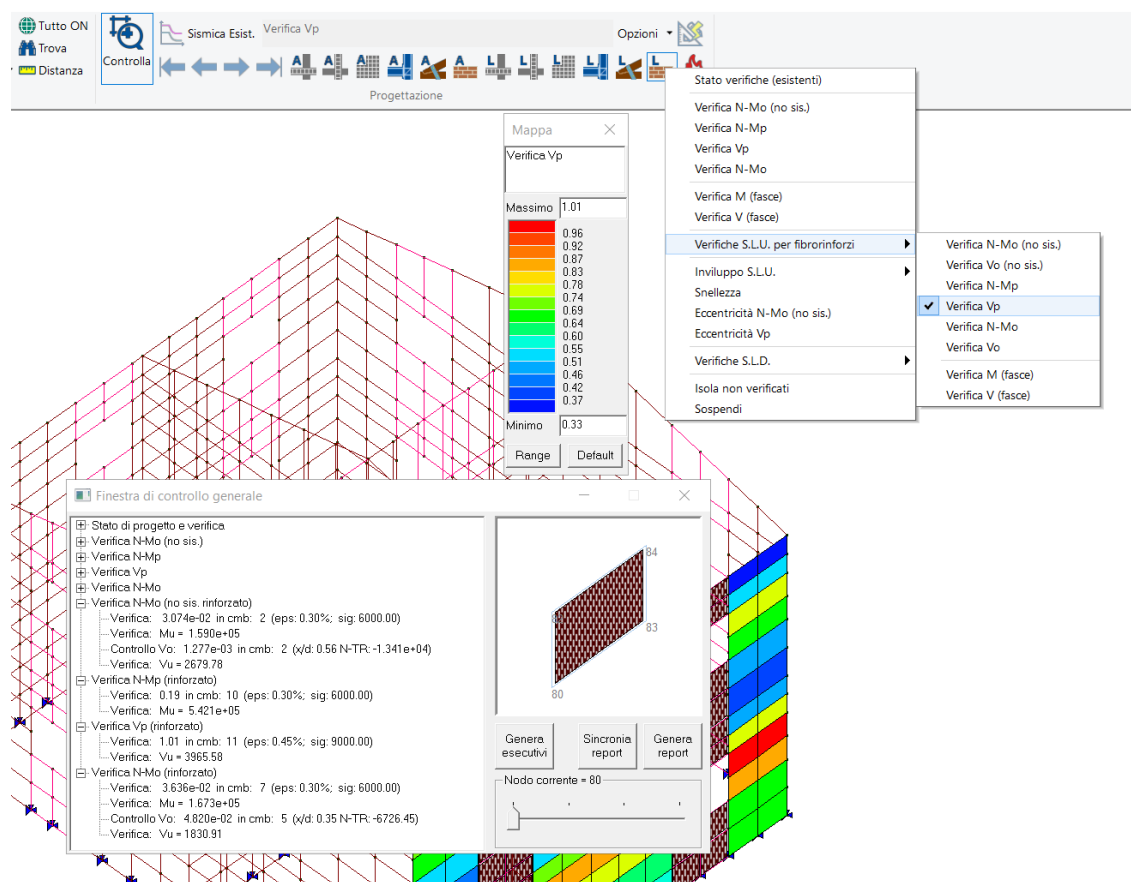 Tutto ON
Trova
Distanza
Controlla
Sismica Esist.
Verifica Vp
Opzioni
A A A A A A L L L L L L
Progettazione
Stato verifiche (esistenti)
Verifica N-Mo (no sis.)
Verifica N-Mp
Verifica Vp
Verifica N-Mo
Verifica M (fasce)
Verifica V (fasce)
Verifiche S.L.U. per fibrorinforzi
Inviluppo S.L.U.
Snellezza
Eccentricità N-Mo (no sis.)
Eccentricità Vp
Verifiche S.L.D.
Isola non verificati
Sospendi
Verifica N-Mo (no sis.)
Verifica Vo (no sis.)
Verifica N-Mp
Verifica Vp
Verifica N-Mo
Verifica Vo
Verifica M (fasce)
Verifica V (fasce)
Mappa
Verifica Vp
Massimo 1.01
0.96
0.92
0.87
0.83
0.78
0.74
0.69
0.64
0.60
0.55
0.51
0.46
0.42
0.37
Minimo 0.33
Range Default
Finestra di controllo generale
Stato di progetto e verifica
Verifica N-Mo (no sis.)
Verifica N-Mp
Verifica Vp
Verifica N-Mo
Verifica N-Mo (no sis. rinforzato)
Verifica: 3.074e-02 in cmb: 2 (eps: 0.30%; sig: 6000.00)
Verifica: Mu = 1.590e+05
Controllo Vo: 1.277e-03 in cmb: 2 (x/d: 0.56 N-TR: -1.341e+04)
Verifica: Vu = 2679.78
Verifica N-Mp (rinforzato)
Verifica: 0.19 in cmb: 10 (eps: 0.30%; sig: 6000.00)
Verifica: Mu = 5.421e+05
Verifica Vp (rinforzato)
Verifica: 1.01 in cmb: 11 (eps: 0.45%; sig: 9000.00)
Verifica: Vu = 3965.58
Verifica N-Mo (rinforzato)
Verifica: 3.636e-02 in cmb: 7 (eps: 0.30%; sig: 6000.00)
Verifica: Mu = 1.673e+05
Controllo Vo: 4.820e-02 in cmb: 5 (x/d: 0.35 N-TR: -6726.45)
Verifica: Vu = 1830.91
84
83
80
Genera esecutivi
Sincronia report
Genera report
Nodo corrente = 80